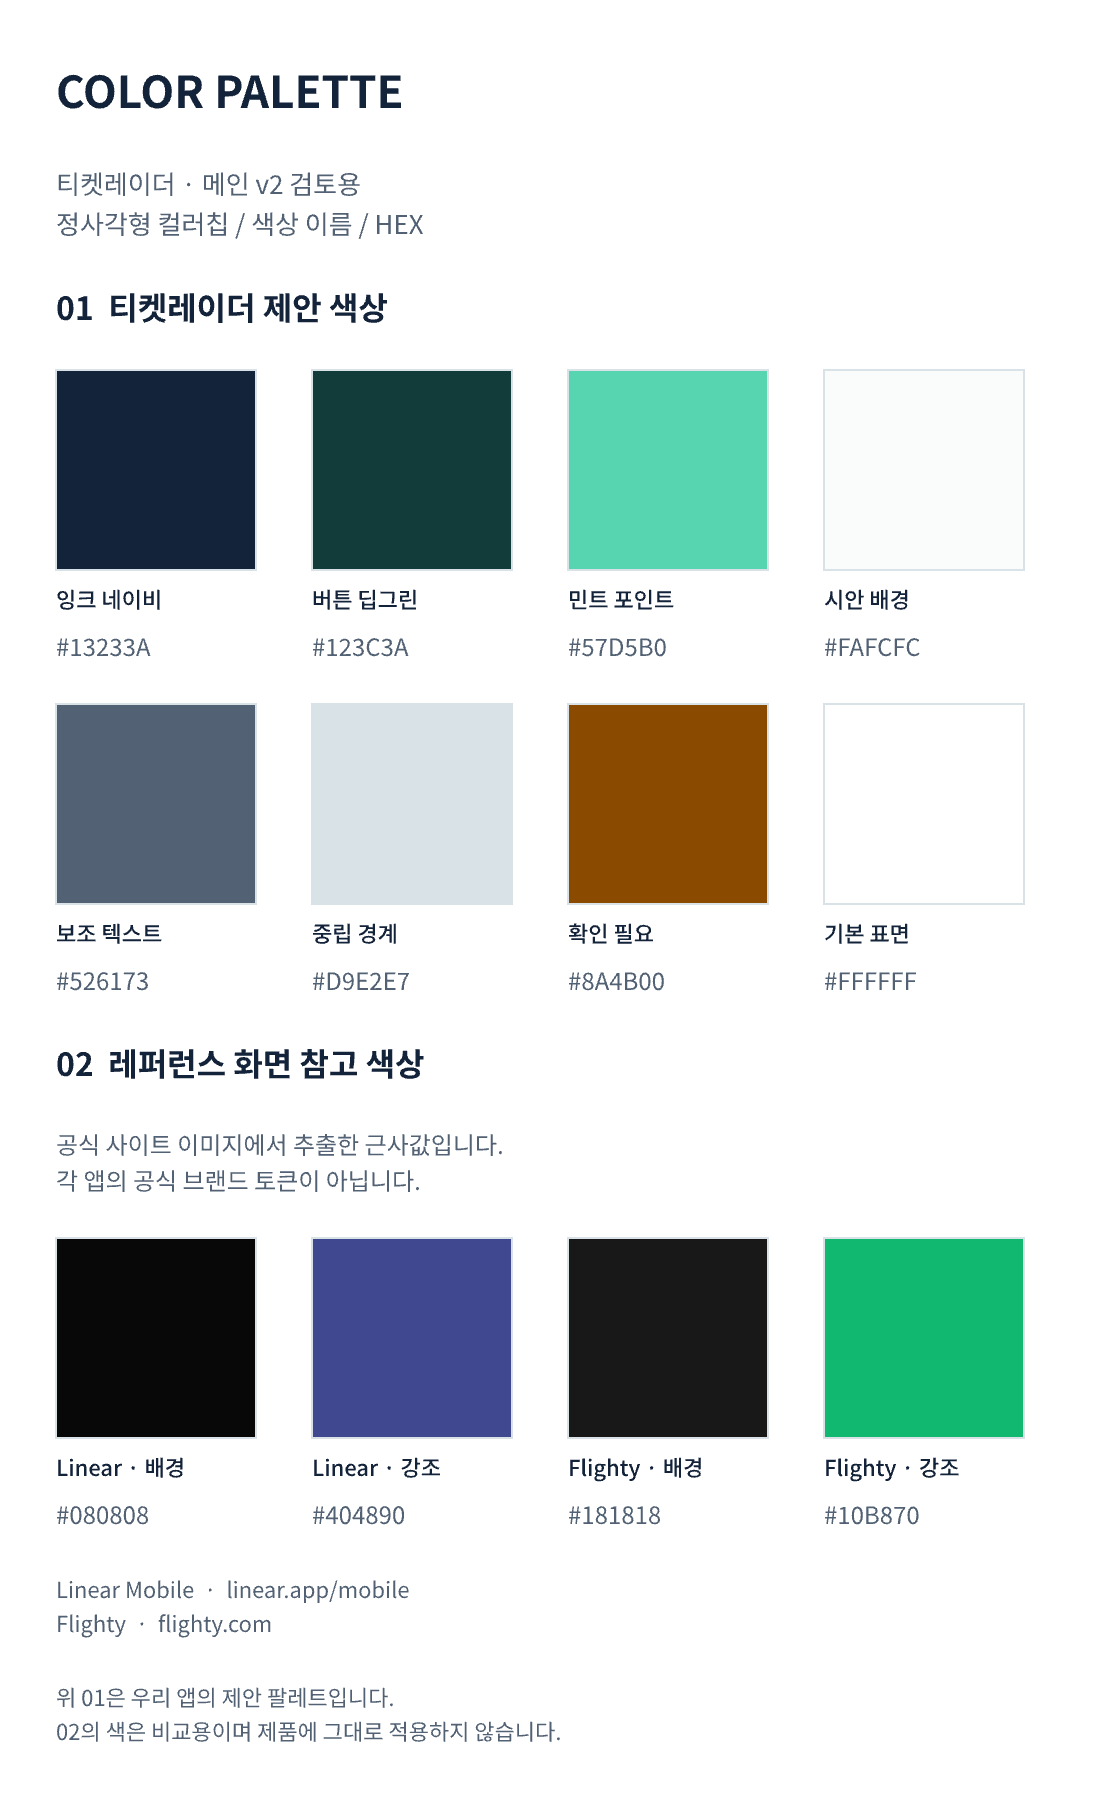 COLOR PALETTE
티켓레이더 · 메인 v2 검토용
정사각형 컬러칩 / 색상 이름 / HEX
01 티켓레이더 제안 색상
잉크 네이비 버튼 딥그린 민트 포인트 시안 배경
#13233A #123C3A #57D5B0 #FAFCFC
보조 텍스트 중립 경계 확인 필요 기본 표면
#526173 #D9E2E7 #8A4B00 #FFFFFF
02 레퍼런스 화면 참고 색상
공식 사이트 이미지에서 추출한 근사값입니다.
각 앱의 공식 브랜드 토큰이 아닙니다.
Linear · 배경 Linear · 강조 Flighty · 배경 Flighty · 강조
#080808 #404890 #181818 #10B870
Linear Mobile · linear.app/mobile
Flighty · flighty.com
위 01은 우리 앱의 제안 팔레트입니다.
02의 색은 비교용이며 제품에 그대로 적용하지 않습니다.